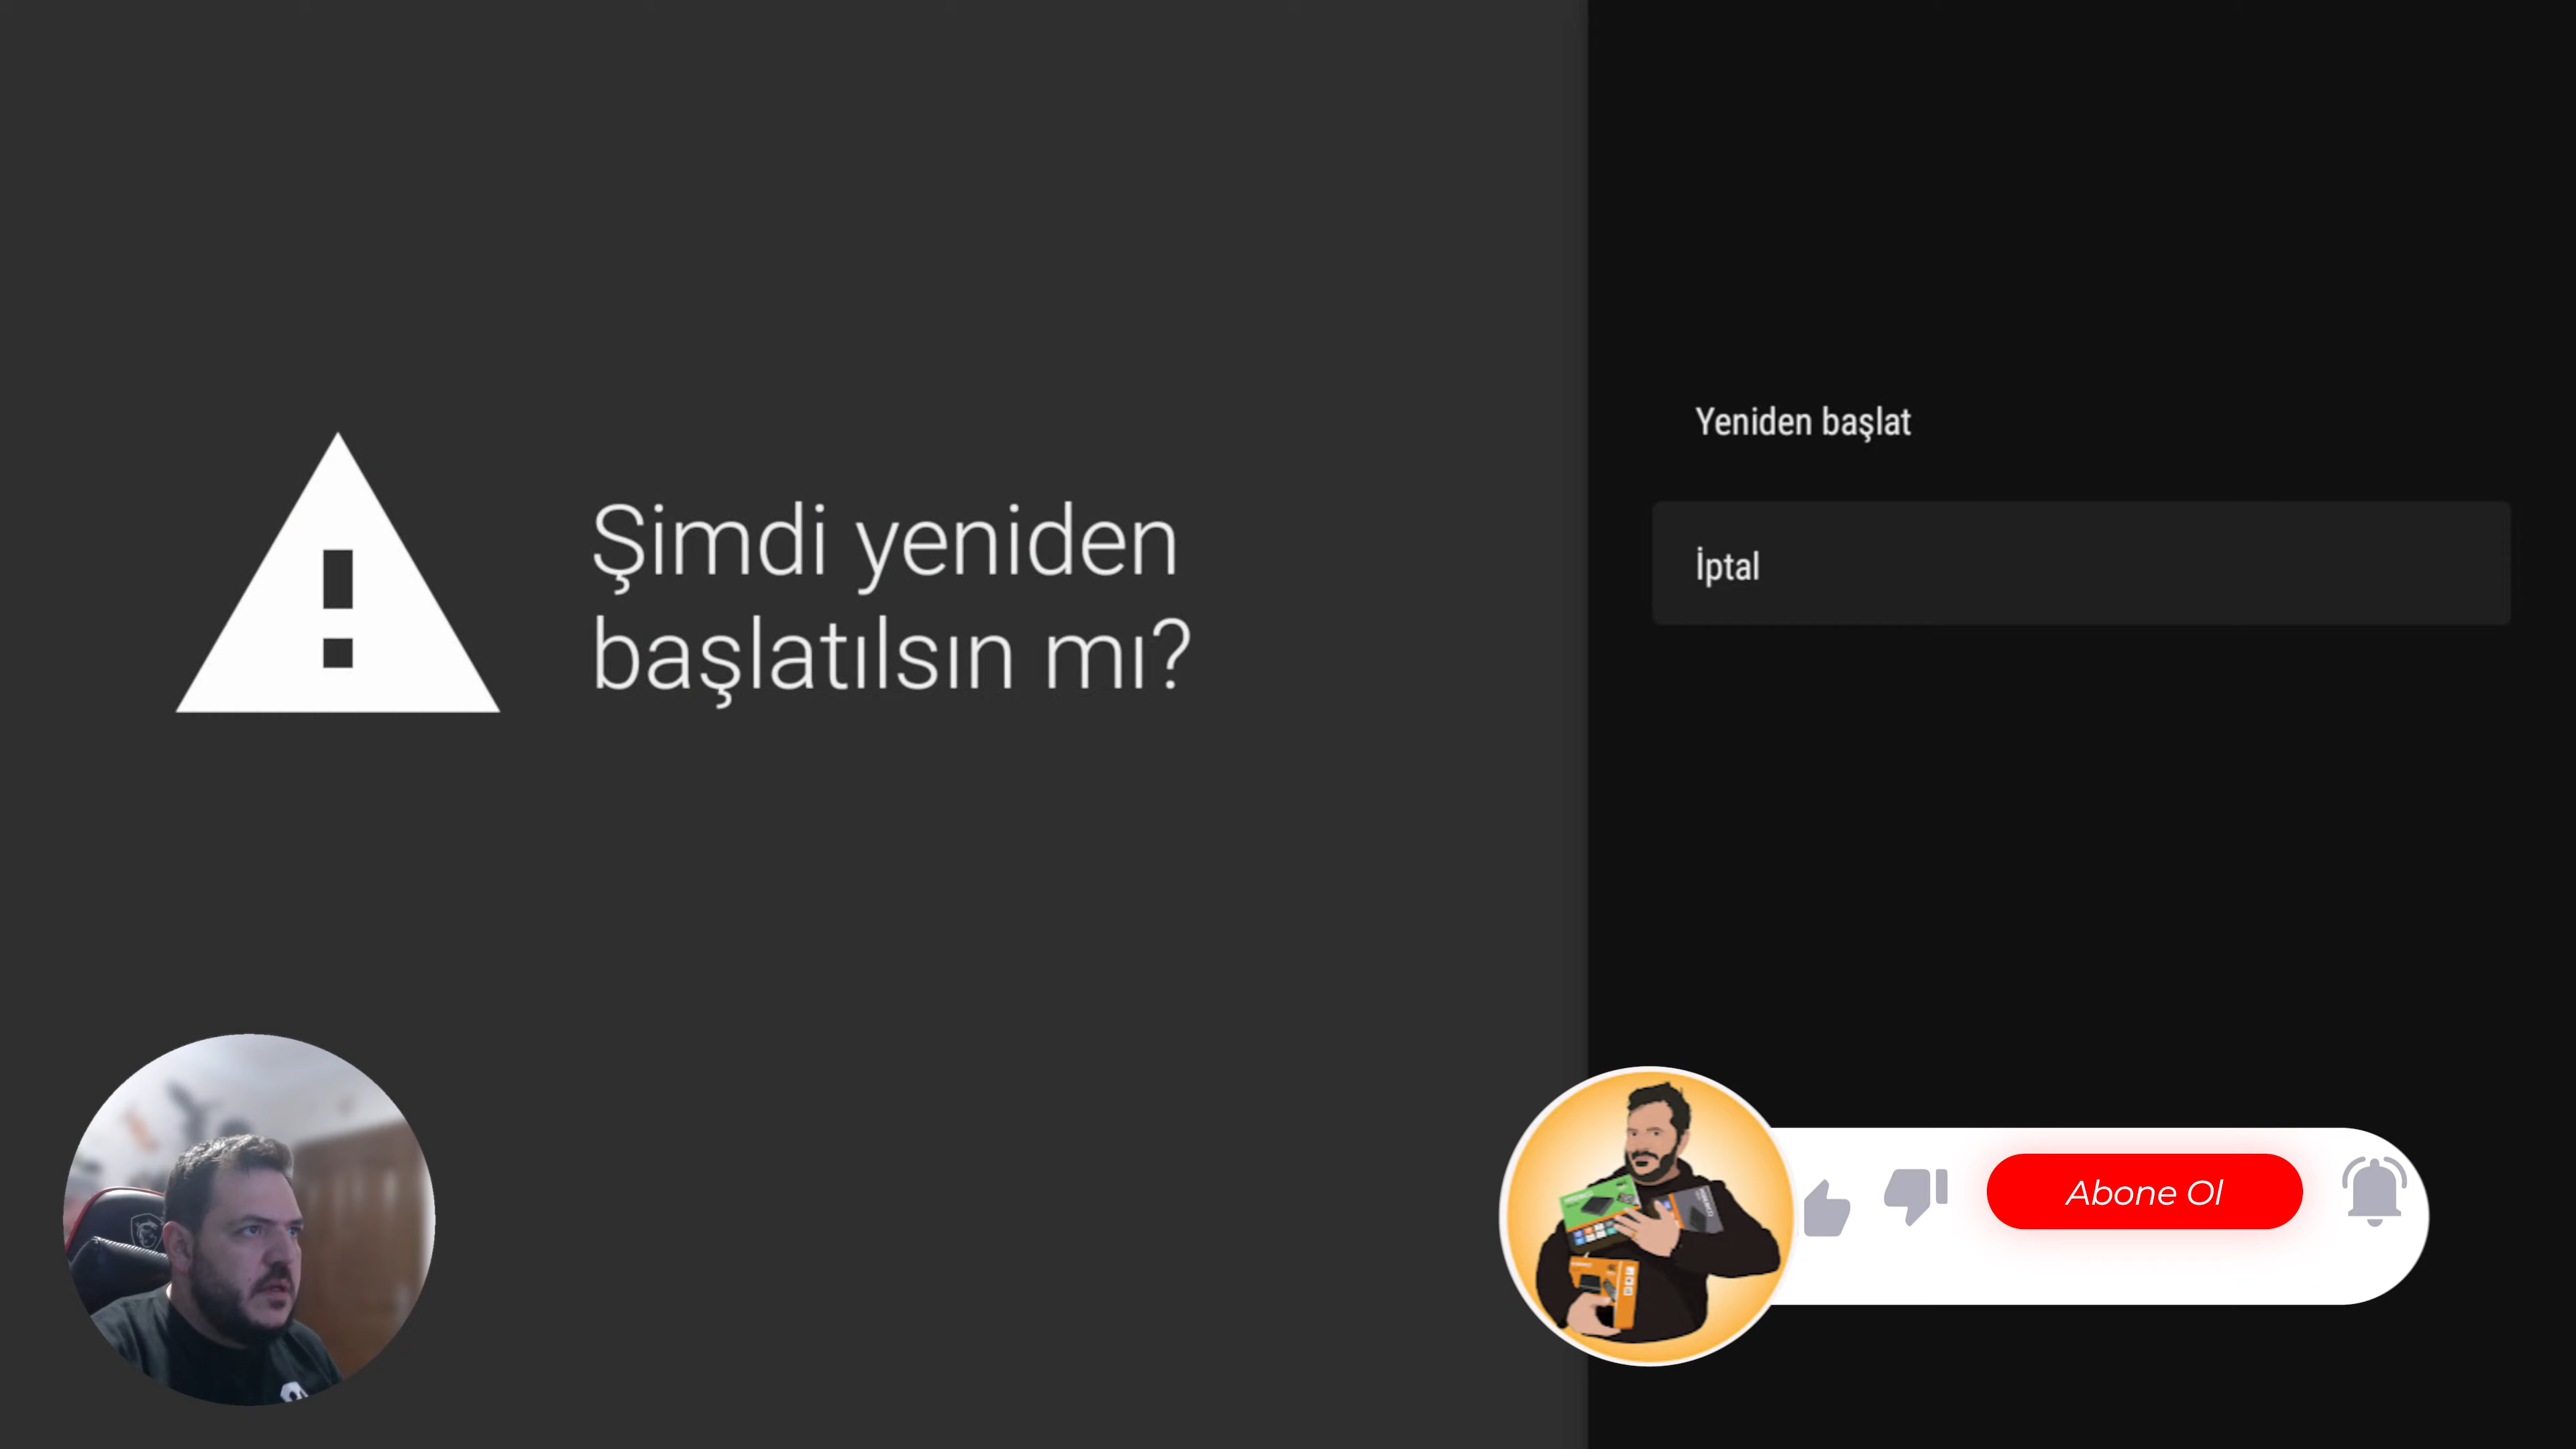 Şimdi yeniden
başlatılsın mı?
Yeniden başlat
İptal
Abone Ol